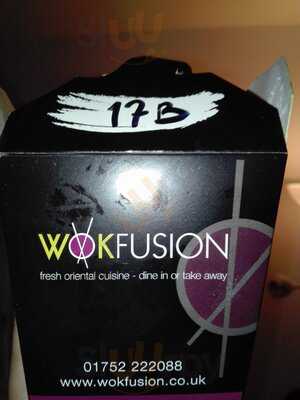 17B
WOKFUSION
fresh oriental cuisine - dine in or take away
01752 222088
www.wokfusion.co.uk